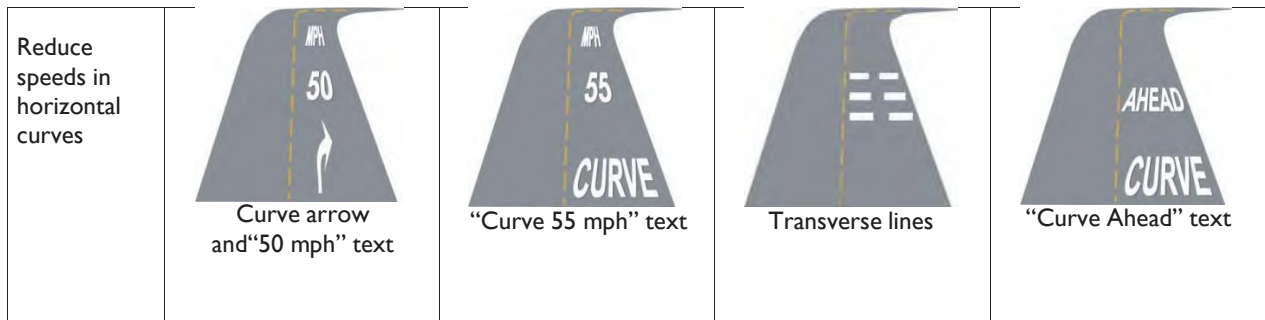 Reduce
speeds in
horizontal
curves
MPH
50
Curve arrow
and“50 mph” text
MPH
55
CURVE
“Curve 55 mph” text
Transverse lines
AHEAD
CURVE
“Curve Ahead” text